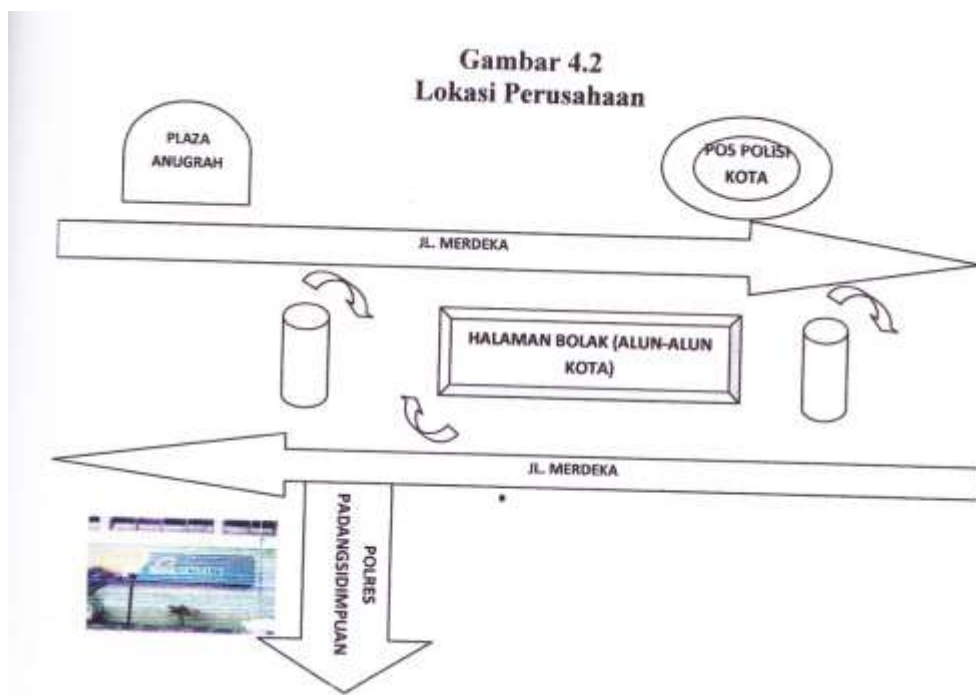 Gambar 4.2
Lokasi Perusahaan
PLAZA
ANUGRAH
POS POLISI
KOTA
JL. MERDEKA
HALAMAN BOLAK (ALUN-ALUN
KOTA)
JL. MERDEKA
POLRES
PADANGSIDIMPUAN